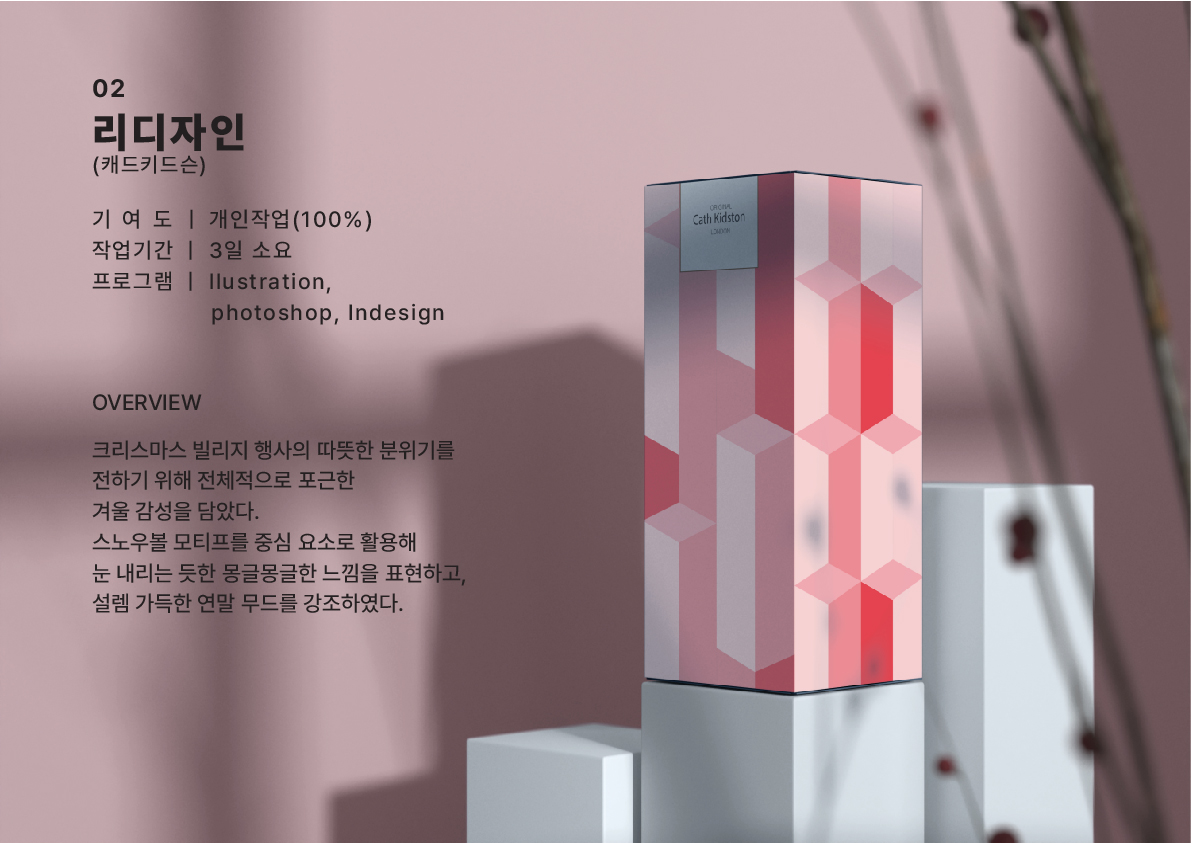 02
리디자인
(캐드키드슨)
기 여 도 | 개인작업(100%)
작업기간 | 3일 소요
프로그램 | Ilustration,
photoshop, Indesign
OVERVIEW
크리스마스 빌리지 행사의 따뜻한 분위기를
전하기 위해 전체적으로 포근한
겨울 감성을 담았다.
스노우볼 모티프를 중심 요소로 활용해
눈 내리는 듯한 몽글몽글한 느낌을 표현하고,
설렘 가득한 연말 무드를 강조하였다.
ORIGINAL
Cath Kidston
LONDON